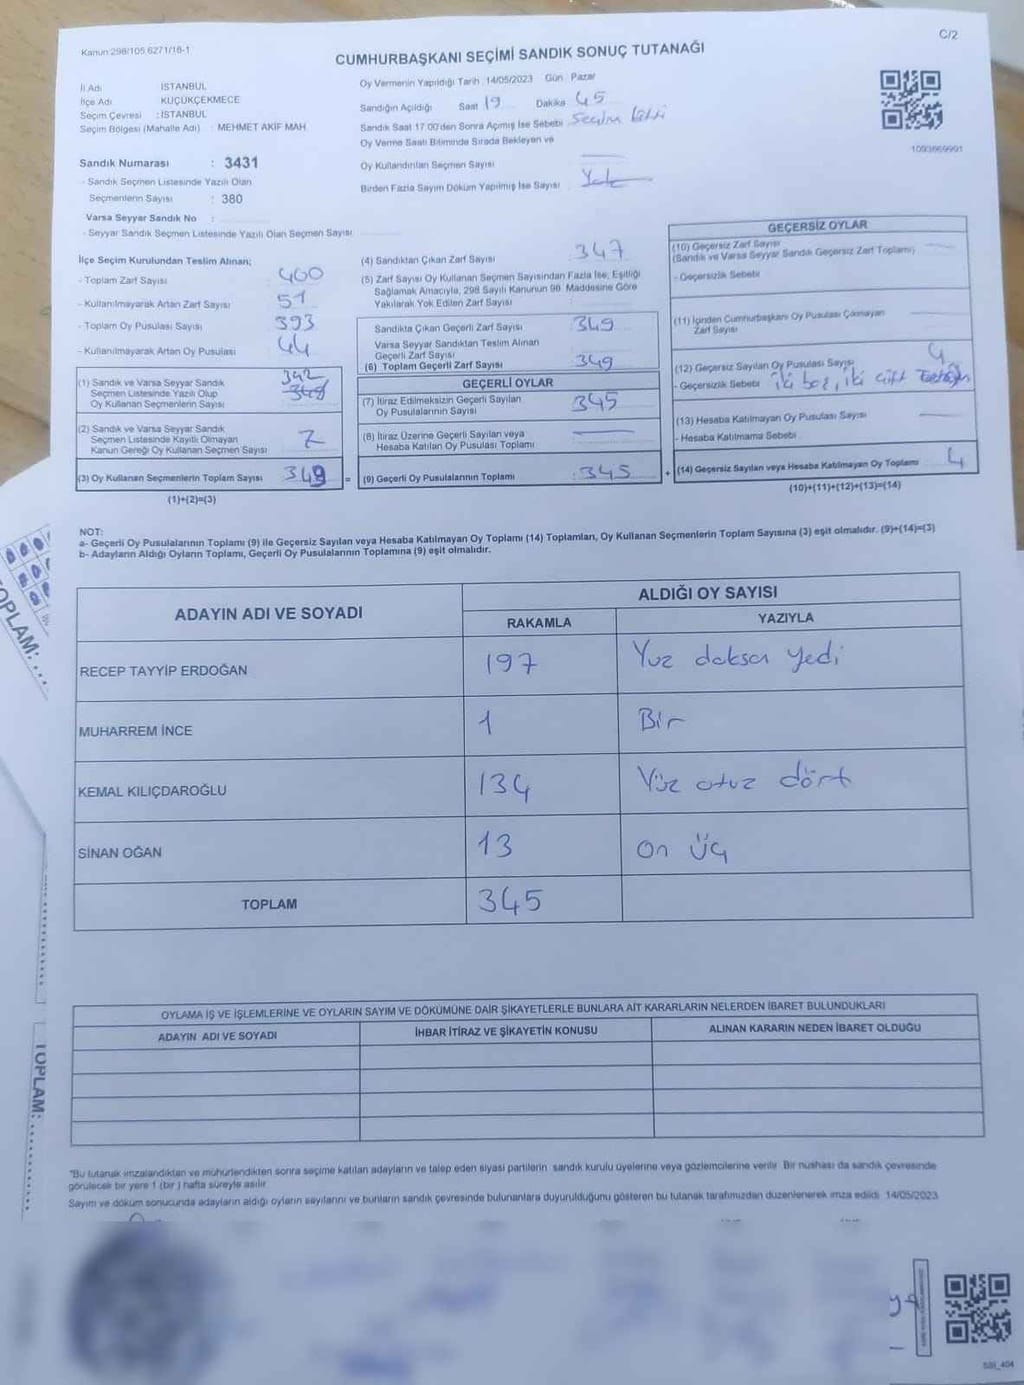 Kanun:298/105.6271/16-1
C/2
CUMHURBAŞKANI SEÇİMİ SANDIK SONUÇ TUTANAĞI
İl Adı İSTANBUL
İlçe Adı KÜÇÜKÇEKMECE
Seçim Çevresi : İSTANBUL
Seçim Bölgesi (Mahalle Adı) : MEHMET AKİF MAH.
Oy Vermenin Yapıldığı Tarih 14/05/2023 Gün Pazar
Sandığın Açıldığı Saat 19 Dakika 45
Sandık Saat 17:00'den Sonra Açılmış İse Sebebi Seçim bitti
Oy Verme Saati Bitiminde Sırada Bekleyen ve
Oy Kullandırılan Seçmen Sayısı
Birden Fazla Sayım Döküm Yapılmış İse Sayısı Yok
1093669991
Sandık Numarası : 3431
- Sandık Seçmen Listesinde Yazılı Olan
Seçmenlerin Sayısı : 380
Varsa Seyyar Sandık No :
- Seyyar Sandık Seçmen Listesinde Yazılı Olan Seçmen Sayısı
İlçe Seçim Kurulundan Teslim Alınan;
- Toplam Zarf Sayısı 400
- Kullanılmayarak Artan Zarf Sayısı 51
- Toplam Oy Pusulası Sayısı 393
- Kullanılmayarak Artan Oy Pusulası 44
(1) Sandık ve Varsa Seyyar Sandık
Seçmen Listesinde Yazılı Olup
Oy Kullanan Seçmenlerin Sayısı 342
(2) Sandık ve Varsa Seyyar Sandık
Seçmen Listesinde Kayıtlı Olmayan
Kanun Gereği Oy Kullanan Seçmen Sayısı 7
(3) Oy Kullanan Seçmenlerin Toplam Sayısı 349
(1)+(2)=(3)
(4) Sandıktan Çıkan Zarf Sayısı 347
(5) Zarf Sayısı Oy Kullanan Seçmen Sayısından Fazla İse, Eşitliği
Sağlamak Amacıyla, 298 Sayılı Kanunun 98. Maddesine Göre
Yakılarak Yok Edilen Zarf Sayısı :
Sandıkta Çıkan Geçerli Zarf Sayısı 349
Varsa Seyyar Sandıktan Teslim Alınan
Geçerli Zarf Sayısı
(6) Toplam Geçerli Zarf Sayısı 349
GEÇERLİ OYLAR
(7) İtiraz Edilmeksizin Geçerli Sayılan
Oy Pusulalarının Sayısı 345
(8) İtiraz Üzerine Geçerli Sayılan veya
Hesaba Katılan Oy Pusulası Toplamı
= (9) Geçerli Oy Pusulalarının Toplamı : 345
GEÇERSİZ OYLAR
(10) Geçersiz Zarf Sayısı
(Sandık ve Varsa Seyyar Sandık Geçersiz Zarf Toplamı)
- Geçersizlik Sebebi
(11) İçinden Cumhurbaşkanı Oy Pusulası Çıkmayan
Zarf Sayısı
(12) Geçersiz Sayılan Oy Pusulası Sayısı 4
- Geçersizlik Sebebi iki boş, iki çift
(13) Hesaba Katılmayan Oy Pusulası Sayısı
- Hesaba Katılmama Sebebi
+ (14) Geçersiz Sayılan veya Hesaba Katılmayan Oy Toplamı 4
(10)+(11)+(12)+(13)=(14)
NOT:
a- Geçerli Oy Pusulalarının Toplamı (9) ile Geçersiz Sayılan veya Hesaba Katılmayan Oy Toplamı (14) Toplamları, Oy Kullanan Seçmenlerin Toplam Sayısına (3) eşit olmalıdır. (9)+(14)=(3)
b- Adayların Aldığı Oyların Toplamı, Geçerli Oy Pusulalarının Toplamına (9) eşit olmalıdır.
ADAYIN ADI VE SOYADI
ALDIĞI OY SAYISI
RAKAMLA YAZIYLA
RECEP TAYYİP ERDOĞAN 197 Yuz doksan yedi
MUHARREM İNCE 1 Bir
KEMAL KILIÇDAROĞLU 134 Yüz otuz dört
SİNAN OĞAN 13 On üç
TOPLAM 345
OYLAMA İŞ VE İŞLEMLERİNE VE OYLARIN SAYIM VE DÖKÜMÜNE DAİR ŞİKAYETLERLE BUNLARA AİT KARARLARIN NELERDEN İBARET BULUNDUKLARI
ADAYIN ADI VE SOYADI İHBAR İTİRAZ VE ŞİKAYETİN KONUSU ALINAN KARARIN NEDEN İBARET OLDUĞU
"Bu tutanak imzalandıktan ve mühürlendikten sonra seçime katılan adayların ve talep eden siyasi partilerin sandık kurulu üyelerine veya gözlemcilerine verilir. Bir nüshası da sandık çevresinde
görülecek bir yere 1 (bir) hafta süreyle asılır.
Sayım ve döküm sonucunda adayların aldığı oyların sayılarını ve bunların sandık çevresinde bulunanlara duyurulduğunu gösteren bu tutanak tarafımızdan düzenlenerek imza edildi. 14/05/2023
TOPLAM:...
TOPLAM:........
SSI_404